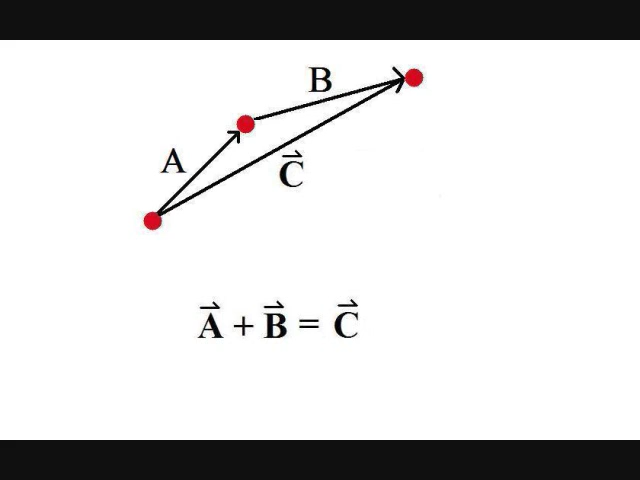 B
A
C⃗
A⃗ + B⃗ = C⃗